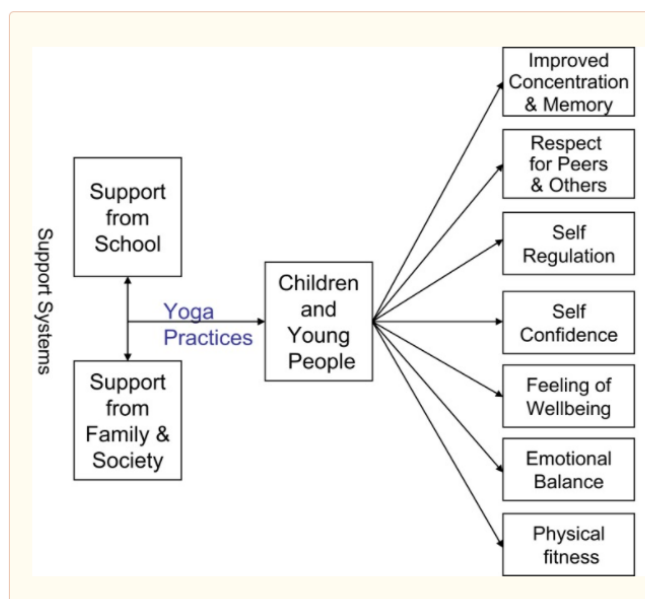 Support Systems
Support
from
School
Support
from
Family &
Society
Yoga
Practices
Children
and
Young
People
Improved
Concentration
& Memory
Respect
for Peers
& Others
Self
Regulation
Self
Confidence
Feeling of
Wellbeing
Emotional
Balance
Physical
fitness